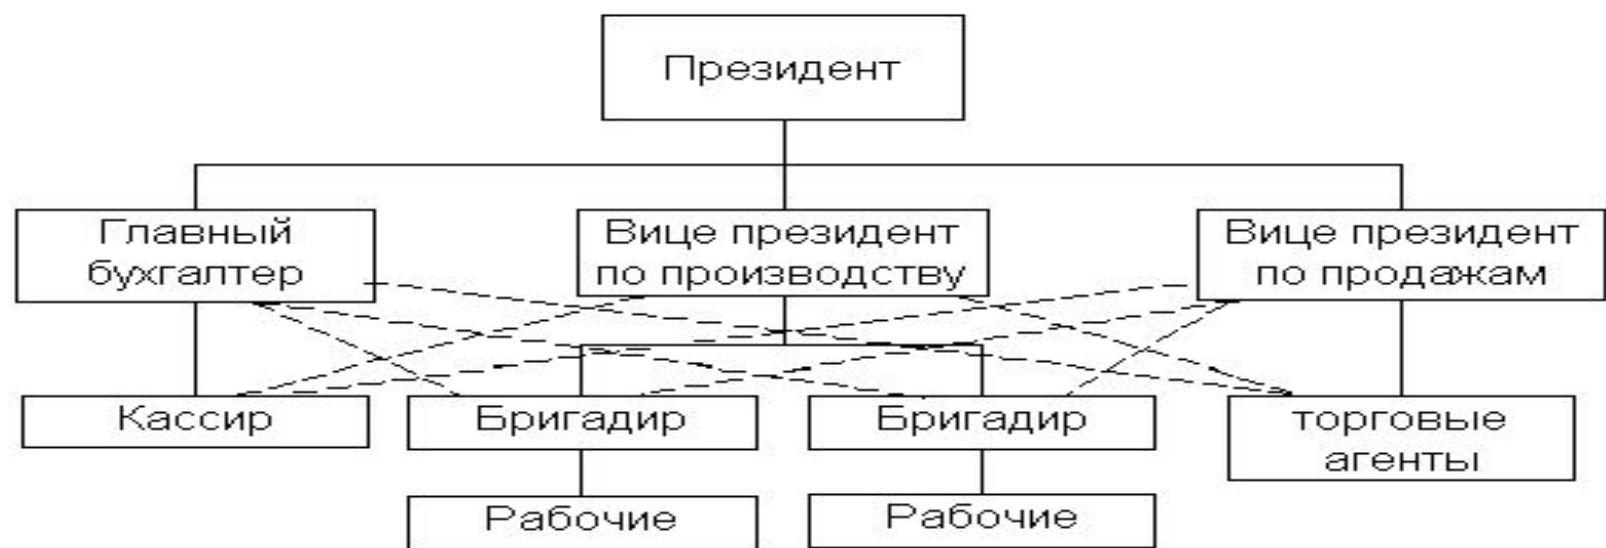 Президент
Главный
бухгалтер
Вице президент
по производству
Вице президент
по продажам
Кассир
Бригадир
Бригадир
торговые
агенты
Рабочие
Рабочие